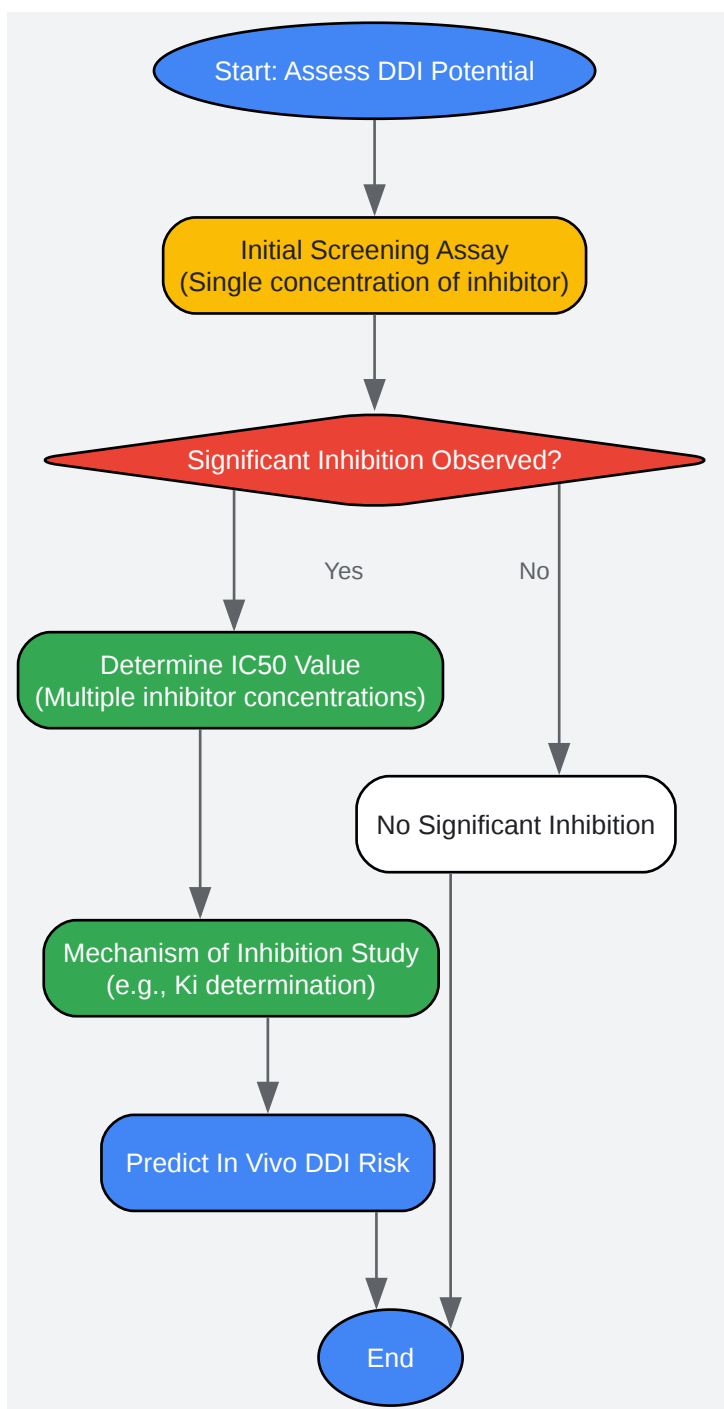 Start: Assess DDI Potential
Initial Screening Assay
(Single concentration of inhibitor)
Significant Inhibition Observed?
Yes
No
Determine IC50 Value
(Multiple inhibitor concentrations)
No Significant Inhibition
Mechanism of Inhibition Study
(e.g., Ki determination)
Predict In Vivo DDI Risk
End